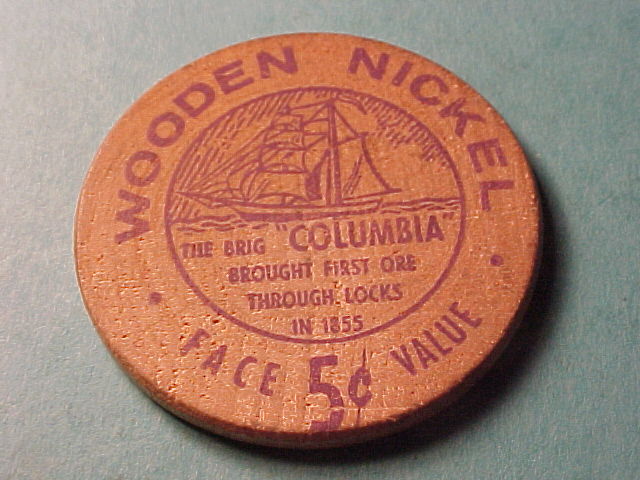 WOODEN NICKEL
THE BRIG "COLUMBIA"
BROUGHT FIRST ORE
THROUGH LOCKS
IN 1855
FACE 5¢ VALUE